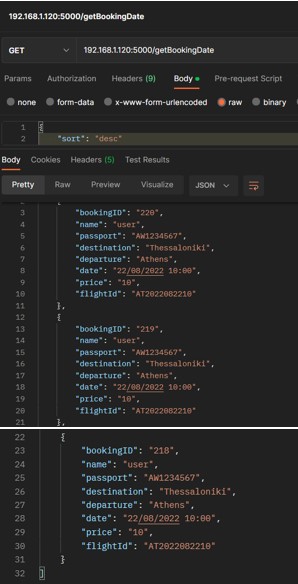 192.168.1.120:5000/getBookingDate
GET 192.168.1.120:5000/getBookingDate
Params Authorization Headers (9) Body Pre-request Script
none form-data x-www-form-urlencoded raw binary
1 {
2 "sort": "desc"
Body Cookies Headers (5) Test Results
Pretty Raw Preview Visualize JSON
3 "bookingID": "220",
4 "name": "user",
5 "passport": "AW1234567",
6 "destination": "Thessaloniki",
7 "departure": "Athens",
8 "date": "22/08/2022 10:00",
9 "price": "10",
10 "flightId": "AT2022082210"
11 },
12 {
13 "bookingID": "219",
14 "name": "user",
15 "passport": "AW1234567",
16 "destination": "Thessaloniki",
17 "departure": "Athens",
18 "date": "22/08/2022 10:00",
19 "price": "10",
20 "flightId": "AT2022082210"
21 },
22 {
23 "bookingID": "218",
24 "name": "user",
25 "passport": "AW1234567",
26 "destination": "Thessaloniki",
27 "departure": "Athens",
28 "date": "22/08/2022 10:00",
29 "price": "10",
30 "flightId": "AT2022082210"
31 }
32 ]